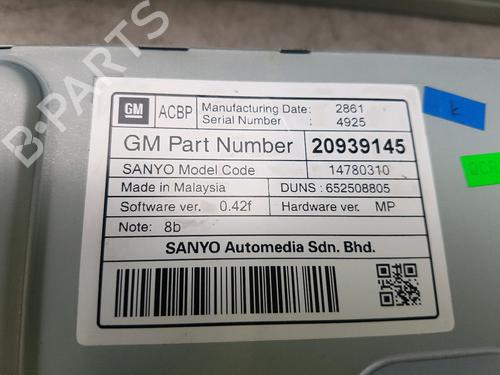 B-PARTS
GM ACBP Manufacturing Date: 2861
Serial Number : 4925
GM Part Number 20939145
SANYO Model Code 14780310
Made in Malaysia DUNS : 652508805
Software ver. 0.42f Hardware ver. MP
Note: 8b
SANYO Automedia Sdn. Bhd.
k